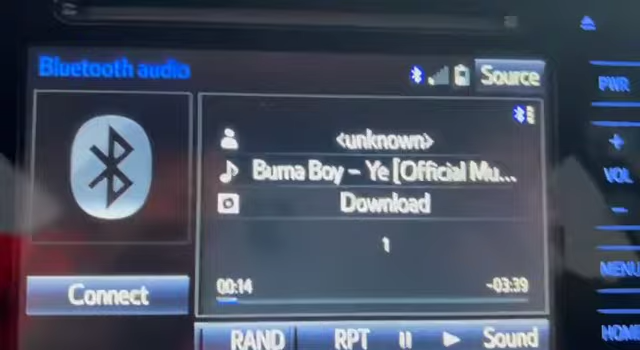 Bluetooth audio
Source
<unknown>
Burna Boy – Ye [Official Mu...
Download
1
00:14
-03:39
Connect
RAND
RPT
Sound
PWR
+
VOL
-
MENU
HOME